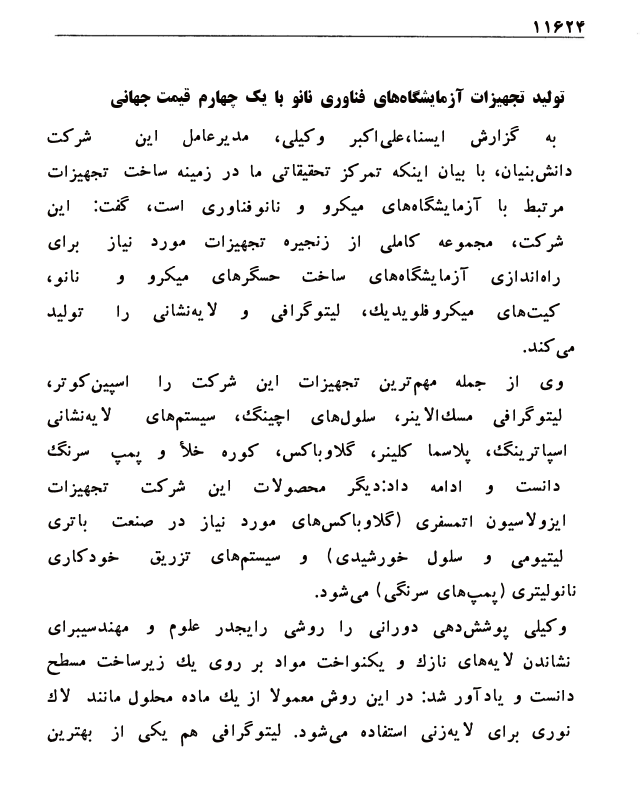 ۱۱۶۲۴
تولید تجهیزات آزمایشگاه‌های فناوری نانو با یک چهارم قیمت جهانی
به گزارش ایسنا،علی‌اکبر وکیلی، مدیرعامل این شرکت
دانش‌بنیان، با بیان اینکه تمرکز تحقیقاتی ما در زمینه ساخت تجهیزات
مرتبط با آزمایشگاه‌های میکرو و نانوفناوری است، گفت: این
شرکت، مجموعه کاملی از زنجیره تجهیزات مورد نیاز برای
راه‌اندازی آزمایشگاه‌های ساخت حسگرهای میکرو و نانو،
کیت‌های میکروفلویدیک، لیتوگرافی و لایه‌نشانی را تولید
می‌کند.
وی از جمله مهم‌ترین تجهیزات این شرکت را اسپین‌کوتر،
لیتوگرافی مسک‌الاینر، سلول‌های اچینگ، سیستم‌های لایه‌نشانی
اسپاترینگ، پلاسما کلینر، گلاوباکس، کوره خلأ و پمپ سرنگ
دانست و ادامه داد:دیگر محصولات این شرکت تجهیزات
ایزولاسیون اتمسفری (گلاوباکس‌های مورد نیاز در صنعت باتری
لیتیومی و سلول خورشیدی) و سیستم‌های تزریق خودکاری
نانولیتری (پمپ‌های سرنگی) می‌شود.
وکیلی پوشش‌دهی دورانی را روشی رایجدر علوم و مهندسیبرای
نشاندن لایه‌های نازک و یکنواخت مواد بر روی یک زیرساخت مسطح
دانست و یادآور شد: در این روش معمولا از یک ماده محلول مانند لاک
نوری برای لایه‌زنی استفاده می‌شود. لیتوگرافی هم یکی از بهترین